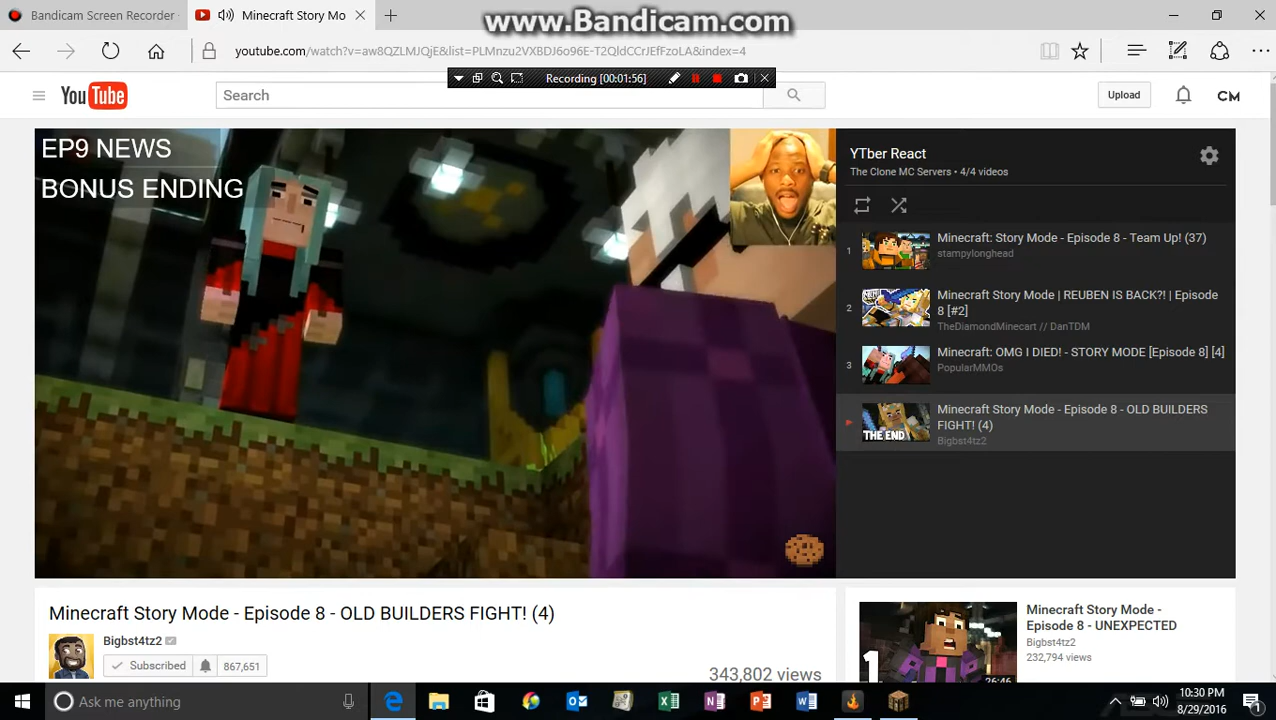 www.Bandicam.com
Bandicam Screen Recorder
Minecraft Story Mo
youtube.com/watch?v=aw8QZLMJQjE&list=PLMnzu2VXBDJ6o96E-T2QldCCrJEfFzoLA&index=4
Recording [00:01:56]
YouTube
Search
Upload
CM
EP9 NEWS
BONUS ENDING
YTber React
The Clone MC Servers • 4/4 videos
1
Minecraft: Story Mode - Episode 8 - Team Up! (37)
stampylonghead
2
Minecraft Story Mode | REUBEN IS BACK?! | Episode
8 [#2]
TheDiamondMinecart // DanTDM
3
Minecraft: OMG I DIED! - STORY MODE [Episode 8] [4]
PopularMMOs
Minecraft Story Mode - Episode 8 - OLD BUILDERS
FIGHT! (4)
Bigbst4tz2
THE END
Minecraft Story Mode - Episode 8 - OLD BUILDERS FIGHT! (4)
Bigbst4tz2
Subscribed
867,651
343,802 views
Minecraft Story Mode -
Episode 8 - UNEXPECTED
Bigbst4tz2
232,794 views
1
26:46
Ask me anything
10:30 PM
8/29/2016
1